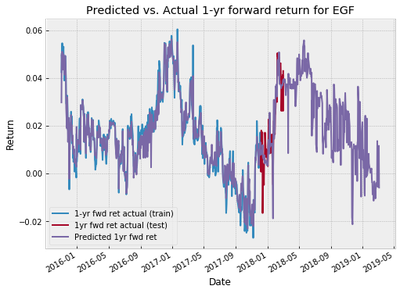 Predicted vs. Actual 1-yr forward return for EGF
0.06
0.04
0.02
0.00
−0.02
Return
1-yr fwd ret actual (train)
1yr fwd ret actual (test)
Predicted 1yr fwd ret
2016-01
2016-05
2016-09
2017-01
2017-05
2017-09
2018-01
2018-05
2018-09
2019-01
2019-05
Date